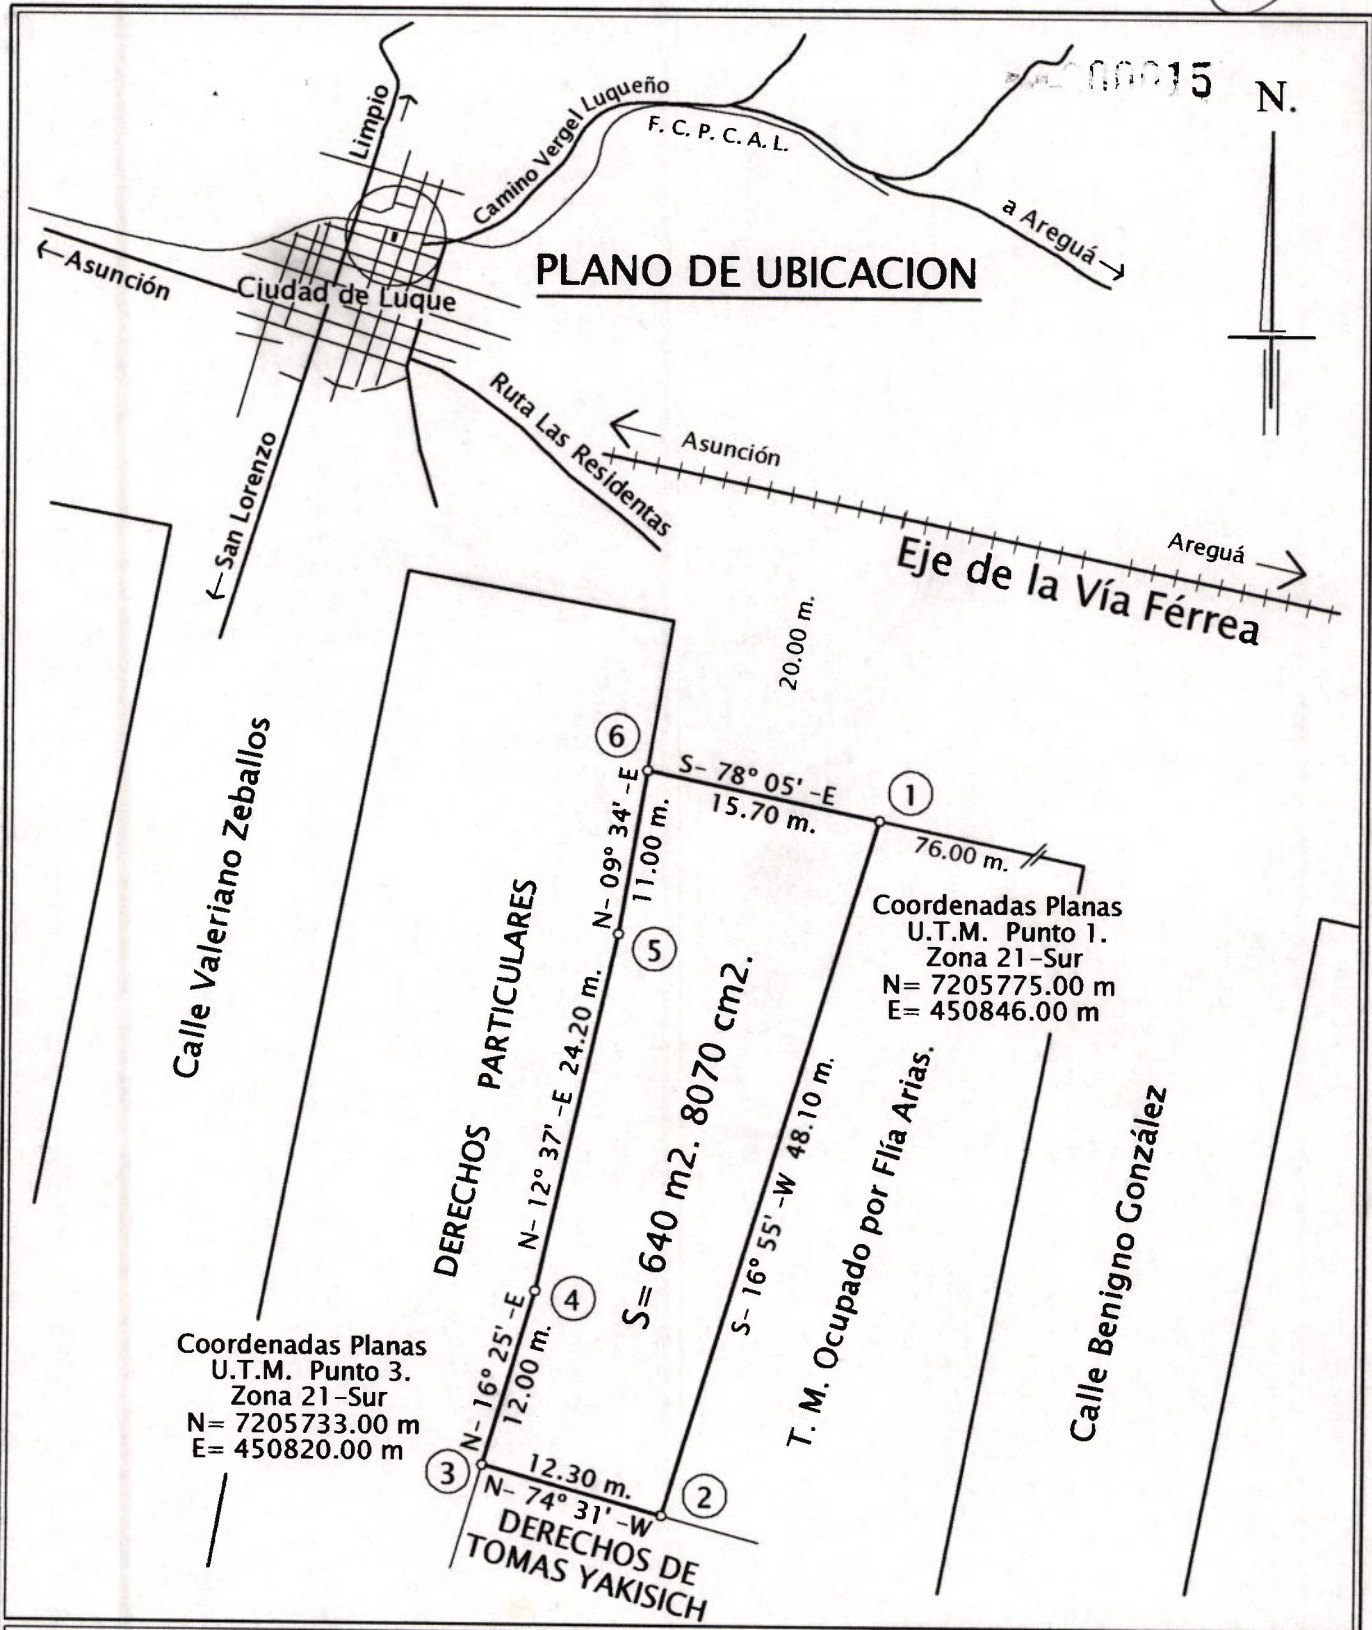 00015
N.
Limpio
Camino Vergel Luqueño
F. C. P. C. A. L.
a Areguá
← Asunción
Ciudad de Luque
PLANO DE UBICACION
Ruta Las Residentas
← San Lorenzo
Asunción
Areguá
Eje de la Vía Férrea
20.00 m.
Calle Valeriano Zeballos
6
S- 78° 05' -E
15.70 m.
1
76.00 m.
N- 09° 34' -E
11.00 m.
5
Coordenadas Planas
U.T.M. Punto 1.
Zona 21-Sur
N= 7205775.00 m
E= 450846.00 m
DERECHOS PARTICULARES
N- 12° 37' -E 24.20 m.
S= 640 m2. 8070 cm2.
S- 16° 55' -W 48.10 m.
T. M. Ocupado por Flía Arias.
Calle Benigno González
4
N- 16° 25' -E
12.00 m.
Coordenadas Planas
U.T.M. Punto 3.
Zona 21-Sur
N= 7205733.00 m
E= 450820.00 m
3
12.30 m.
N- 74° 31' -W
2
DERECHOS DE
TOMAS YAKISICH